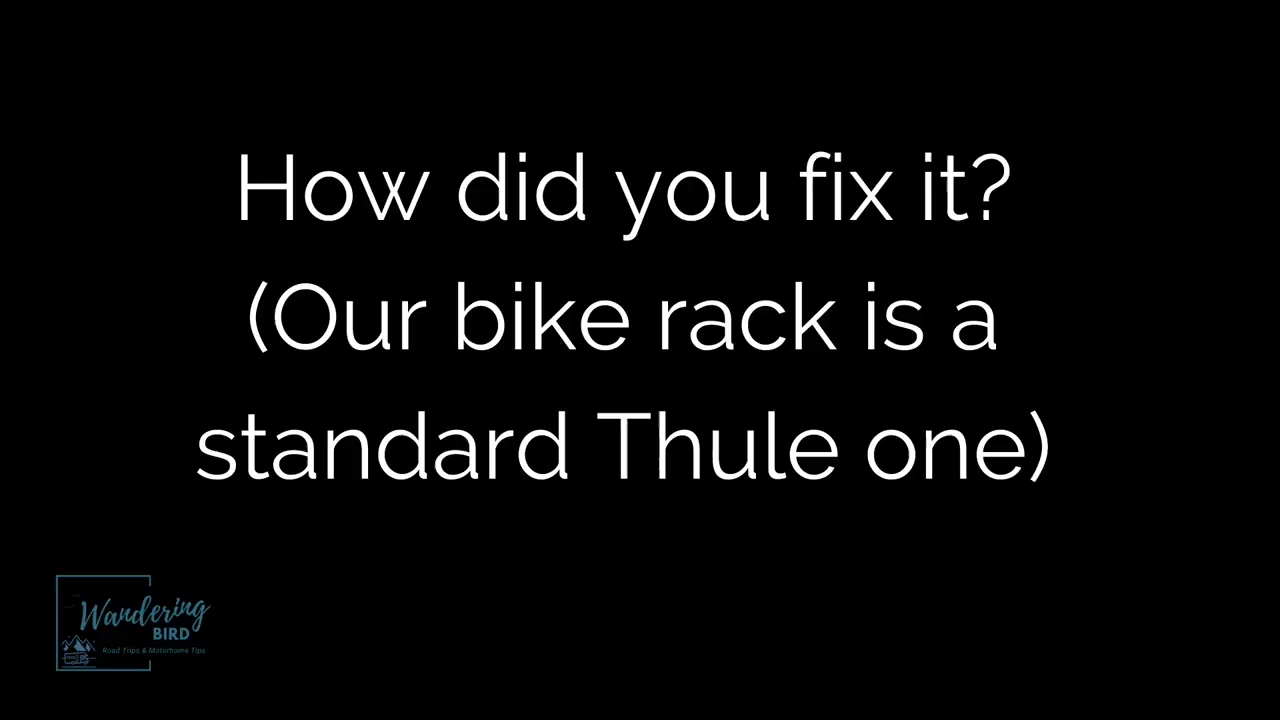 How did you fix it?
(Our bike rack is a
standard Thule one)
Wandering
BIRD
Road Trips & Motorhome Tips